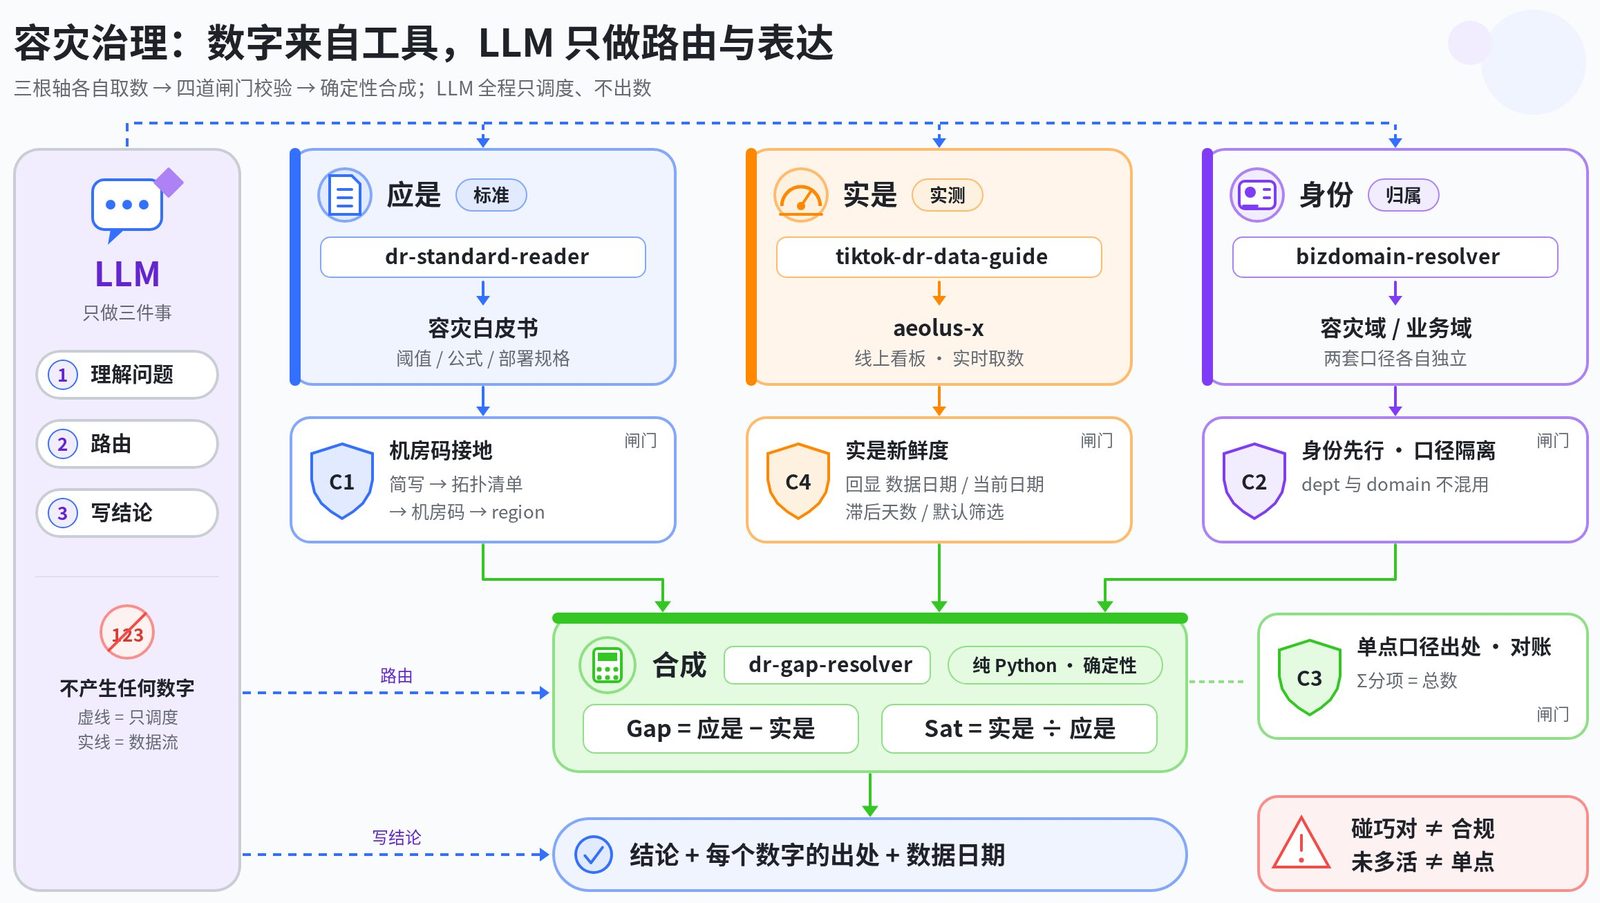 容灾治理：数字来自工具，LLM 只做路由与表达
三根轴各自取数 → 四道闸门校验 → 确定性合成；LLM 全程只调度、不出数
LLM
只做三件事
1 理解问题
2 路由
3 写结论
123
不产生任何数字
虚线 = 只调度
实线 = 数据流
应是 标准
dr-standard-reader
容灾白皮书
阈值 / 公式 / 部署规格
实是 实测
tiktok-dr-data-guide
aeolus-x
线上看板 · 实时取数
身份 归属
bizdomain-resolver
容灾域 / 业务域
两套口径各自独立
C1
机房码接地
闸门
简写 → 拓扑清单
→ 机房码 → region
C4
实是新鲜度
闸门
回显 数据日期 / 当前日期
滞后天数 / 默认筛选
C2
身份先行 · 口径隔离
闸门
dept 与 domain 不混用
路由
合成 dr-gap-resolver 纯 Python · 确定性
Gap = 应是 − 实是
Sat = 实是 ÷ 应是
C3
单点口径出处 · 对账
Σ分项 = 总数
闸门
写结论
结论 + 每个数字的出处 + 数据日期
碰巧对 ≠ 合规
未多活 ≠ 单点